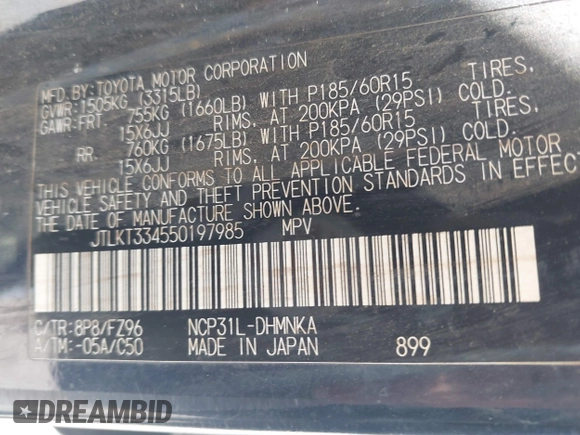 MFD.BY:TOYOTA MOTOR CORPORATION
GVWR:1505KG (3315LB)
GAWR:FRT. 755KG (1660LB) WITH P185/60R15 TIRES,
15X6JJ RIMS, AT 200KPA (29PSI) COLD.
RR. 760KG (1675LB) WITH P185/60R15 TIRES,
15X6JJ RIMS, AT 200KPA (29PSI) COLD.
THIS VEHICLE CONFORMS TO ALL APPLICABLE FEDERAL MOTOR
VEHICLE SAFETY AND THEFT PREVENTION STANDARDS IN EFFECT
THE DATE OF MANUFACTURE SHOWN ABOVE.
JTLKT334550197985 MPV
C/TR:8P8/FZ96 NCP31L-DHMNKA
A/TM:-05A/C50 MADE IN JAPAN 899
DREAMBID